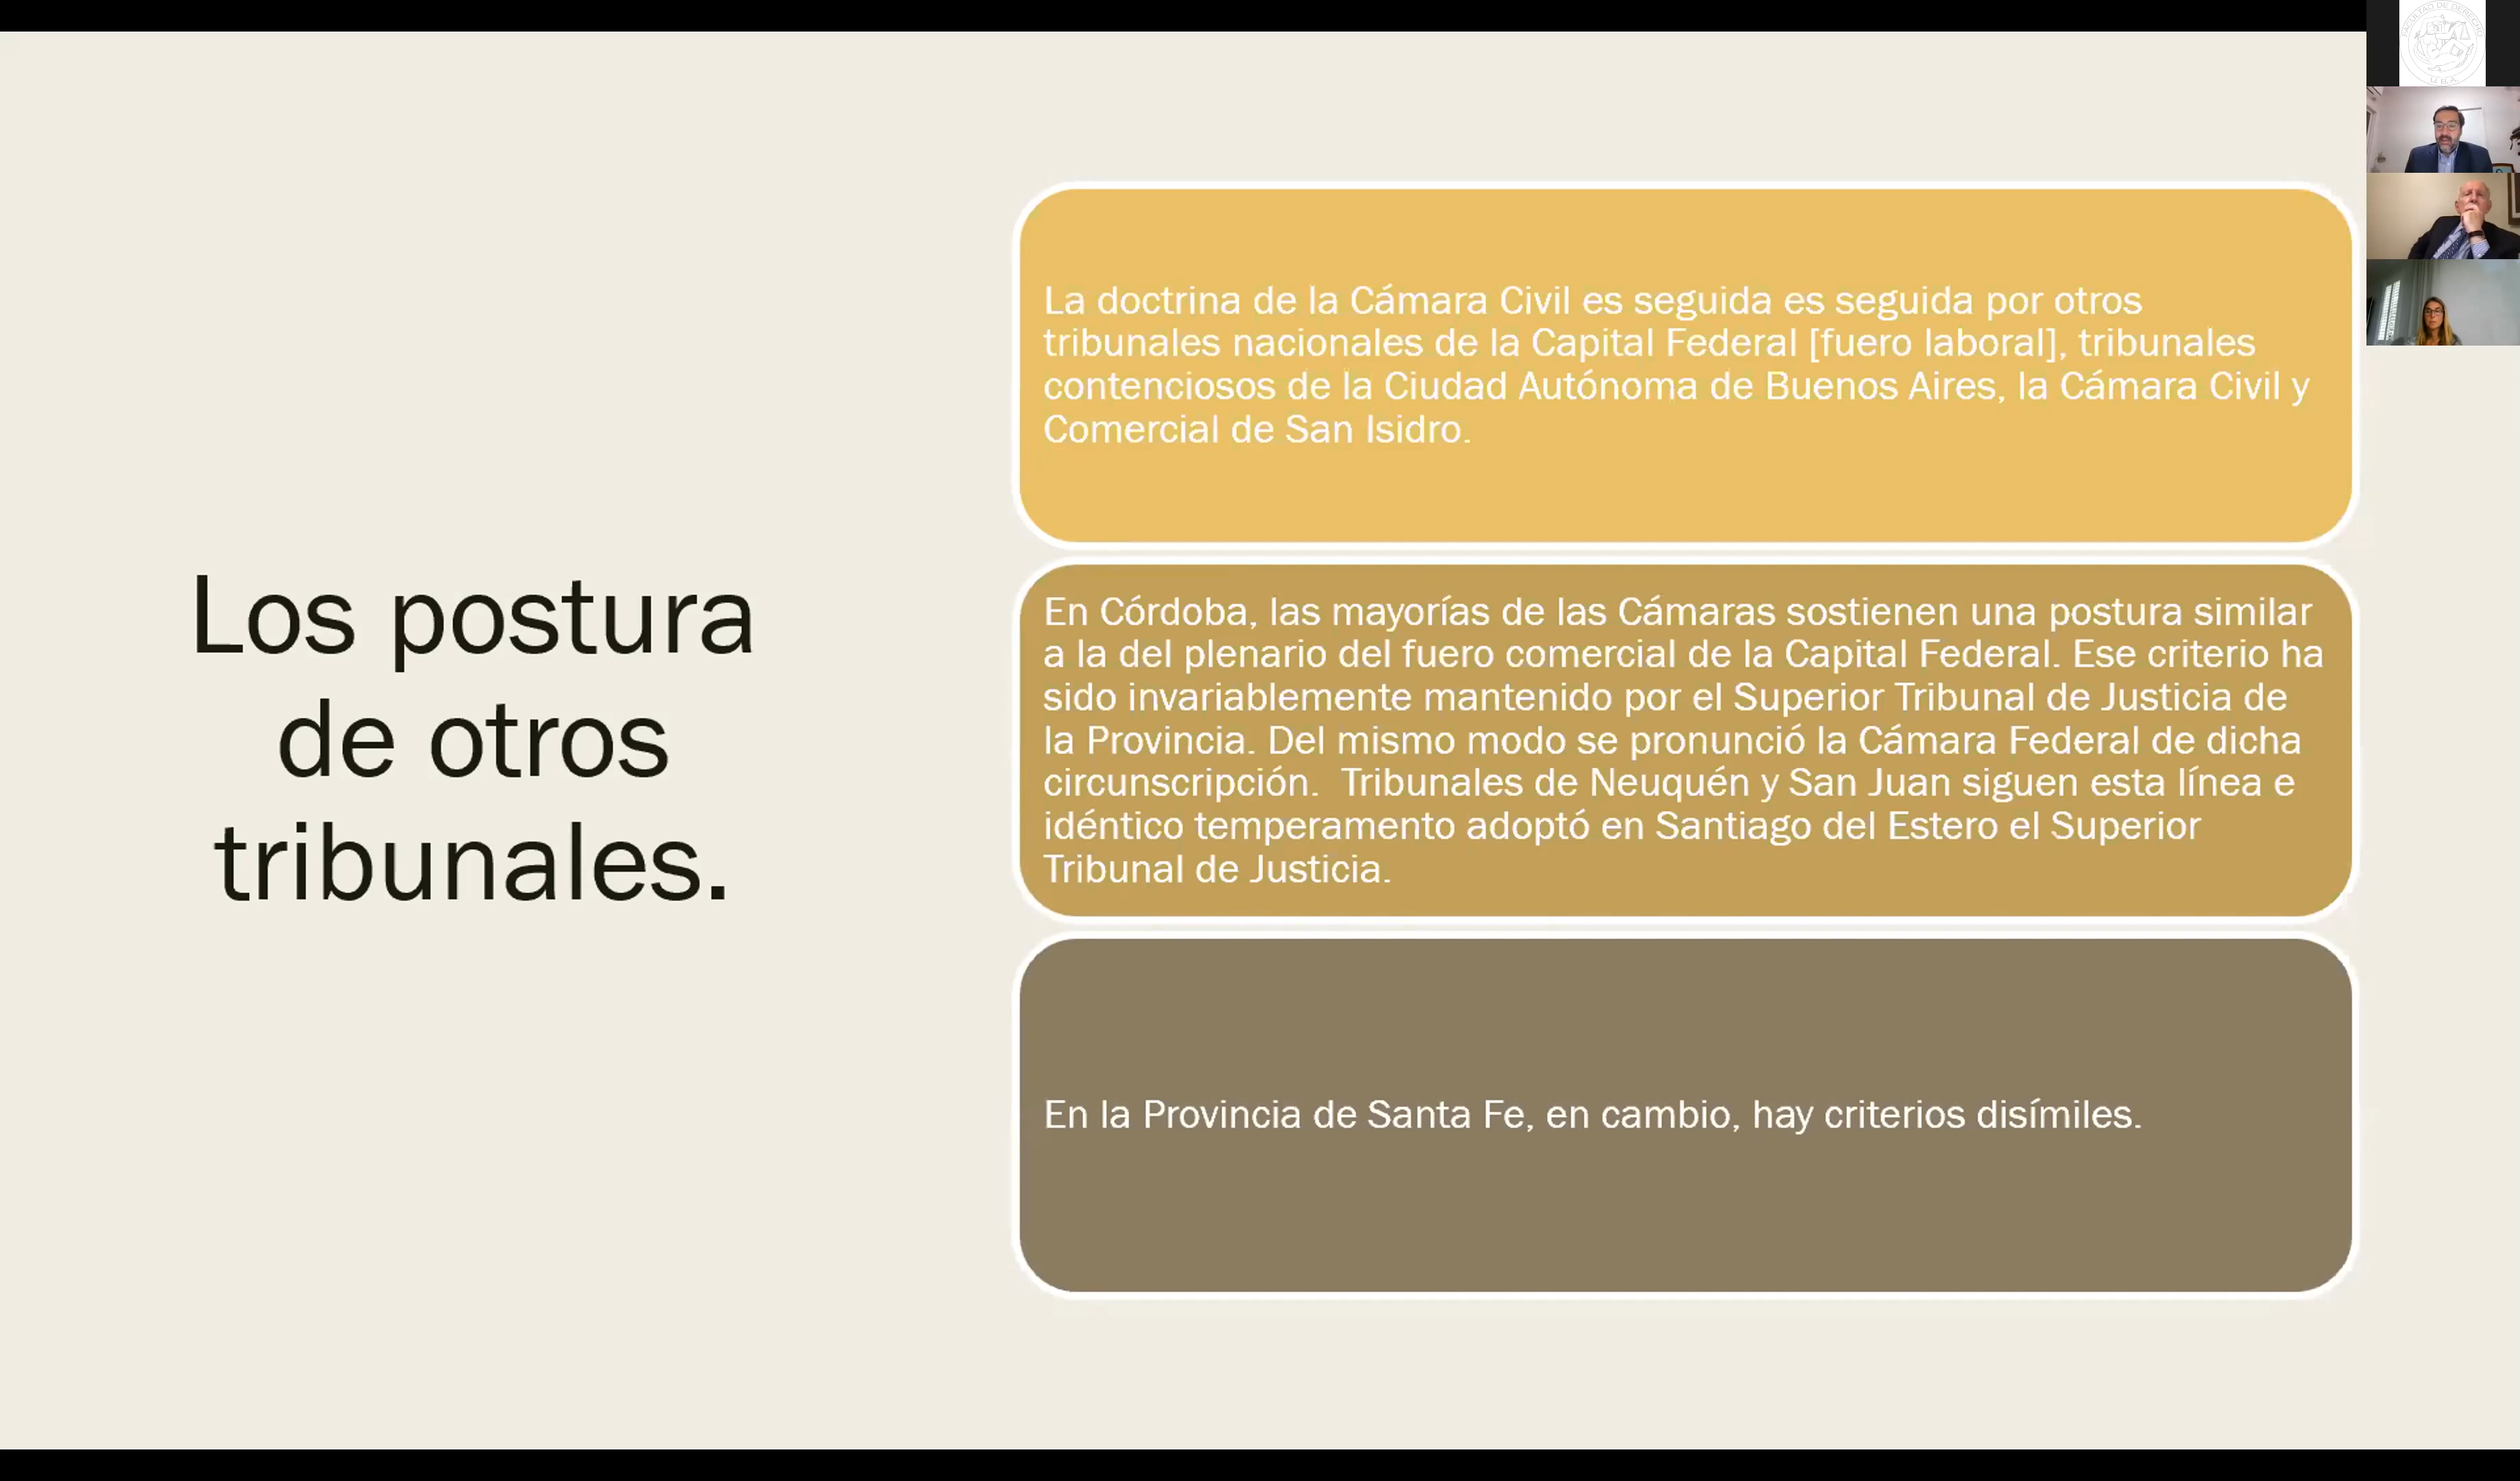 Los postura
de otros
tribunales.
La doctrina de la Cámara Civil es seguida es seguida por otros
tribunales nacionales de la Capital Federal [fuero laboral], tribunales
contenciosos de la Ciudad Autónoma de Buenos Aires, la Cámara Civil y
Comercial de San Isidro.
En Córdoba, las mayorías de las Cámaras sostienen una postura similar
a la del plenario del fuero comercial de la Capital Federal. Ese criterio ha
sido invariablemente mantenido por el Superior Tribunal de Justicia de
la Provincia. Del mismo modo se pronunció la Cámara Federal de dicha
circunscripción.  Tribunales de Neuquén y San Juan siguen esta línea e
idéntico temperamento adoptó en Santiago del Estero el Superior
Tribunal de Justicia.
En la Provincia de Santa Fe, en cambio, hay criterios disímiles.